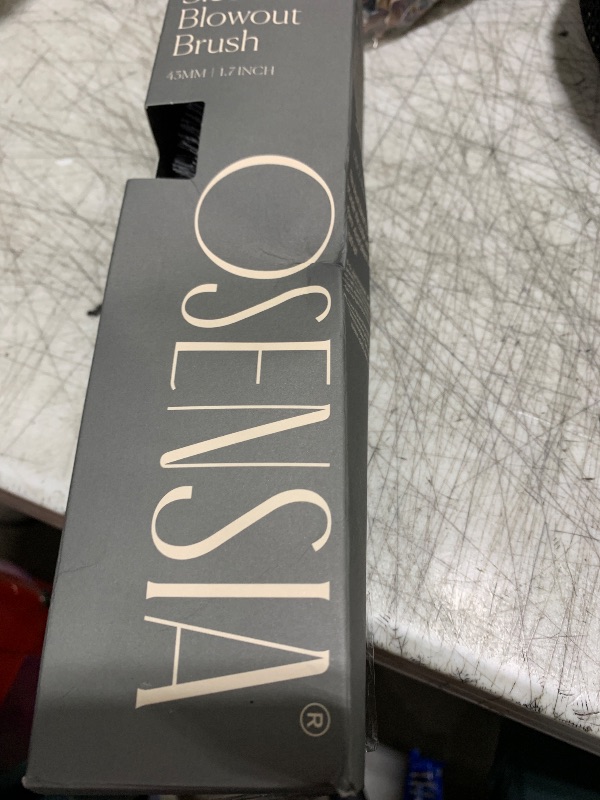 Blowout
Brush
43MM | 1.7 INCH
OSENSIA®